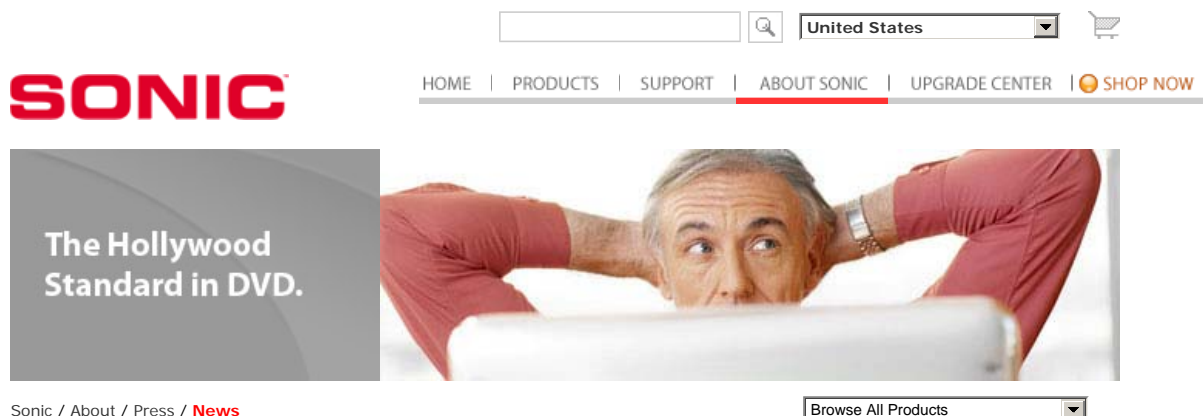 United States
SONIC
HOME | PRODUCTS | SUPPORT | ABOUT SONIC | UPGRADE CENTER | SHOP NOW
The Hollywood
Standard in DVD.
Sonic / About / Press / News
Browse All Products